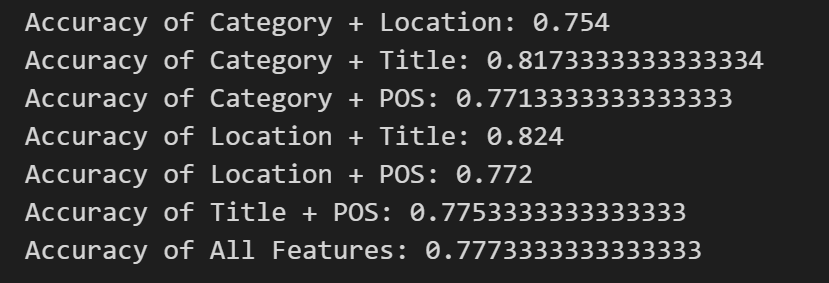 Accuracy of Category + Location: 0.754
Accuracy of Category + Title: 0.8173333333333334
Accuracy of Category + POS: 0.7713333333333333
Accuracy of Location + Title: 0.824
Accuracy of Location + POS: 0.772
Accuracy of Title + POS: 0.7753333333333333
Accuracy of All Features: 0.7773333333333333